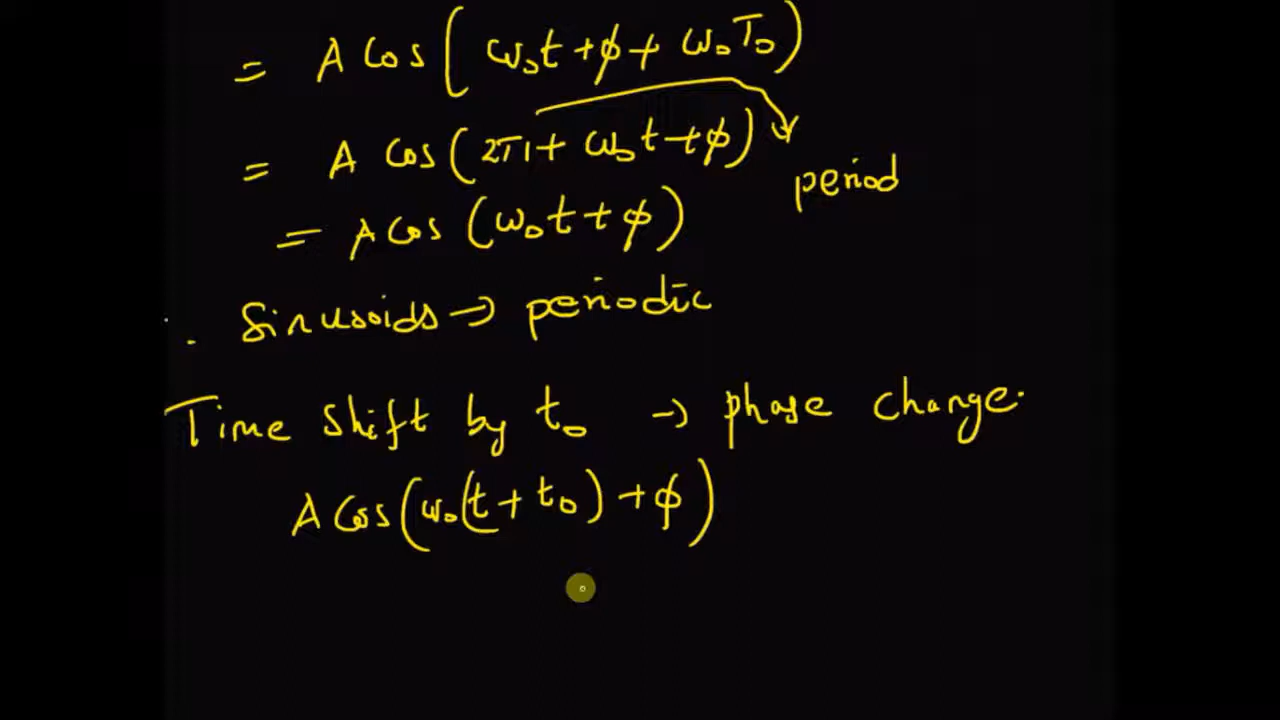 = A Cos(ω₀t + ϕ + ω₀T₀)
= A Cos(2π + ω₀t + ϕ)
period
= A Cos(ω₀t + ϕ)
∴ Sinusoids → periodic
Time Shift by t₀ → phase change.
A Cos(ω₀(t + t₀) + ϕ)